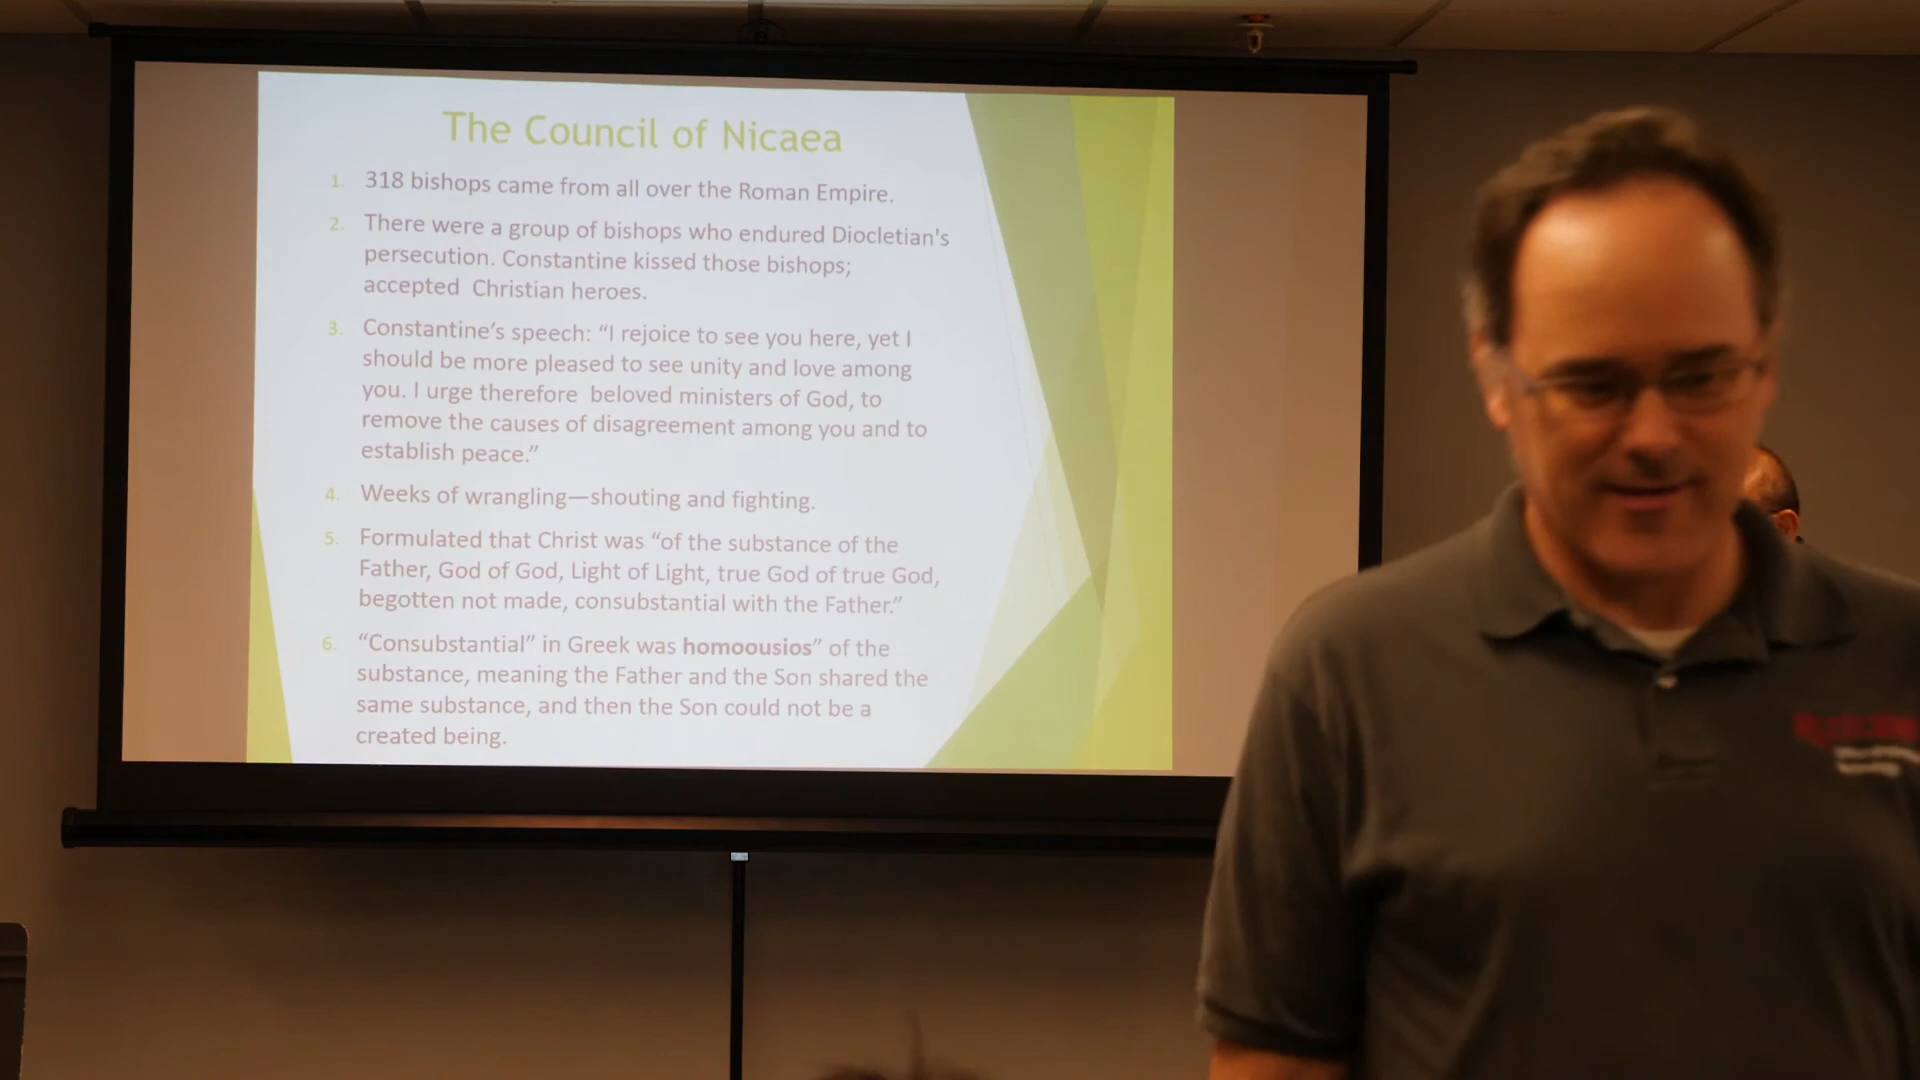 The Council of Nicaea
1. 318 bishops came from all over the Roman Empire.
2. There were a group of bishops who endured Diocletian's
persecution. Constantine kissed those bishops;
accepted  Christian heroes.
3. Constantine’s speech: “I rejoice to see you here, yet I
should be more pleased to see unity and love among
you. I urge therefore  beloved ministers of God, to
remove the causes of disagreement among you and to
establish peace.”
4. Weeks of wrangling—shouting and fighting.
5. Formulated that Christ was “of the substance of the
Father, God of God, Light of Light, true God of true God,
begotten not made, consubstantial with the Father.”
6. “Consubstantial” in Greek was homoousios” of the
substance, meaning the Father and the Son shared the
same substance, and then the Son could not be a
created being.